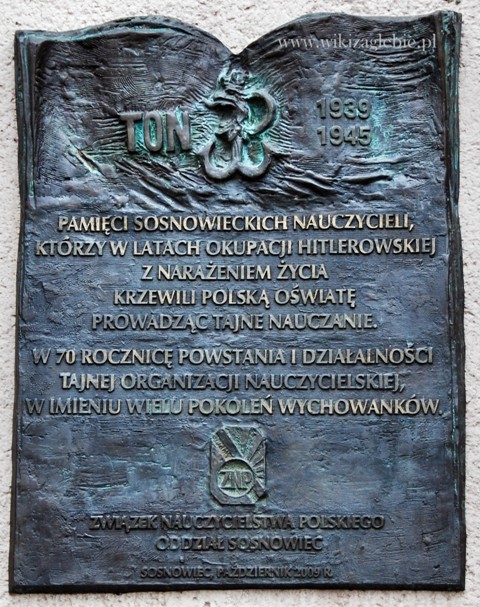 www.wikizaglebie.pl
TON 1939
1945
PAMIĘCI SOSNOWIECKICH NAUCZYCIELI,
KTÓRZY W LATACH OKUPACJI HITLEROWSKIEJ
Z NARAŻENIEM ŻYCIA
KRZEWILI POLSKĄ OŚWIATĘ
PROWADZĄC TAJNE NAUCZANIE.
W 70 ROCZNICĘ POWSTANIA I DZIAŁALNOŚCI
TAJNEJ ORGANIZACJI NAUCZYCIELSKIEJ,
W IMIENIU WIELU POKOLEŃ WYCHOWANKÓW.
ZNP
ZWIĄZEK NAUCZYCIELSTWA POLSKIEGO
ODDZIAŁ SOSNOWIEC
SOSNOWIEC, PAŹDZIERNIK 2009 R.